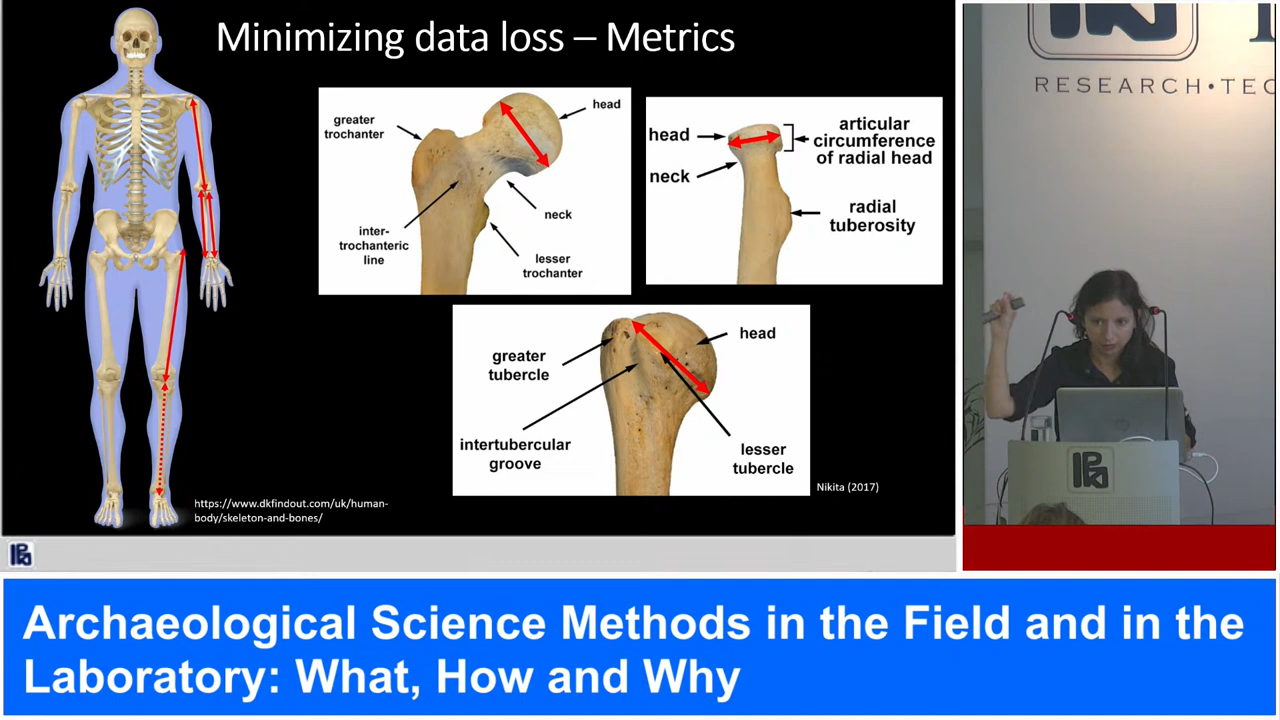 Minimizing data loss – Metrics
greater
trochanter
head
neck
inter-
trochanteric
line
lesser
trochanter
head
neck
articular
circumference
of radial head
radial
tuberosity
greater
tubercle
intertubercular
groove
head
lesser
tubercle
Nikita (2017)
https://www.dkfindout.com/uk/human-
body/skeleton-and-bones/
RESEARCH•TEC
Archaeological Science Methods in the Field and in the
Laboratory: What, How and Why